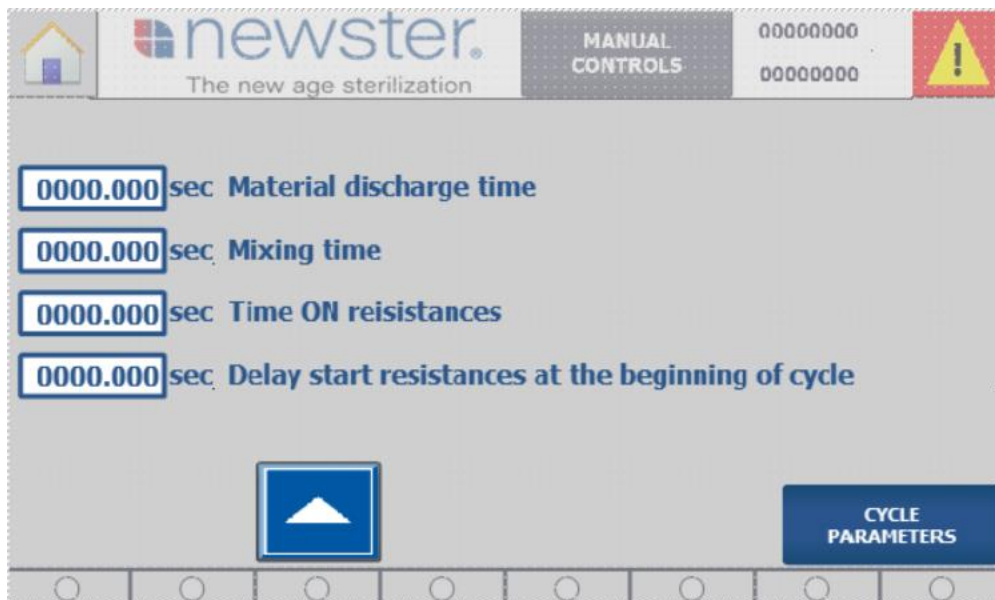 newster.
The new age sterilization
MANUAL
CONTROLS
00000000
00000000
0000.000 sec Material discharge time
0000.000 sec Mixing time
0000.000 sec Time ON reisistances
0000.000 sec Delay start resistances at the beginning of cycle
CYCLE
PARAMETERS